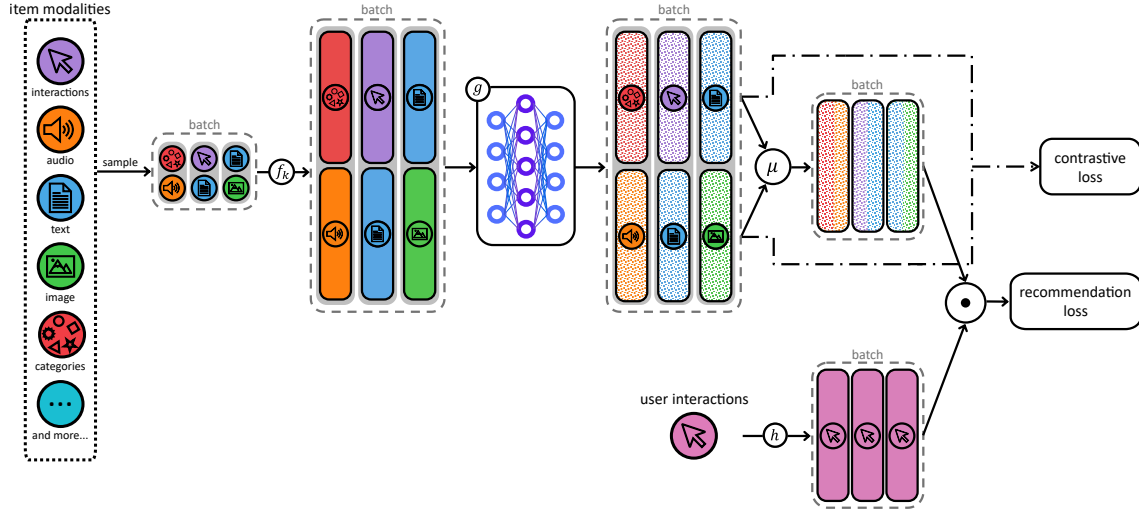 item modalities
interactions
audio
text
image
categories
and more...
sample
batch
f_k
batch
g
batch
μ
batch
contrastive
loss
recommendation
loss
user interactions
h
batch